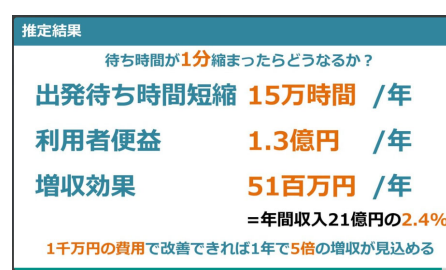 推定結果
待ち時間が1分縮まったらどうなるか？
出発待ち時間短縮 15万時間 /年
利用者便益 1.3億円 /年
増収効果 51百万円 /年
=年間収入21億円の2.4%
1千万円の費用で改善できれば1年で5倍の増収が見込める